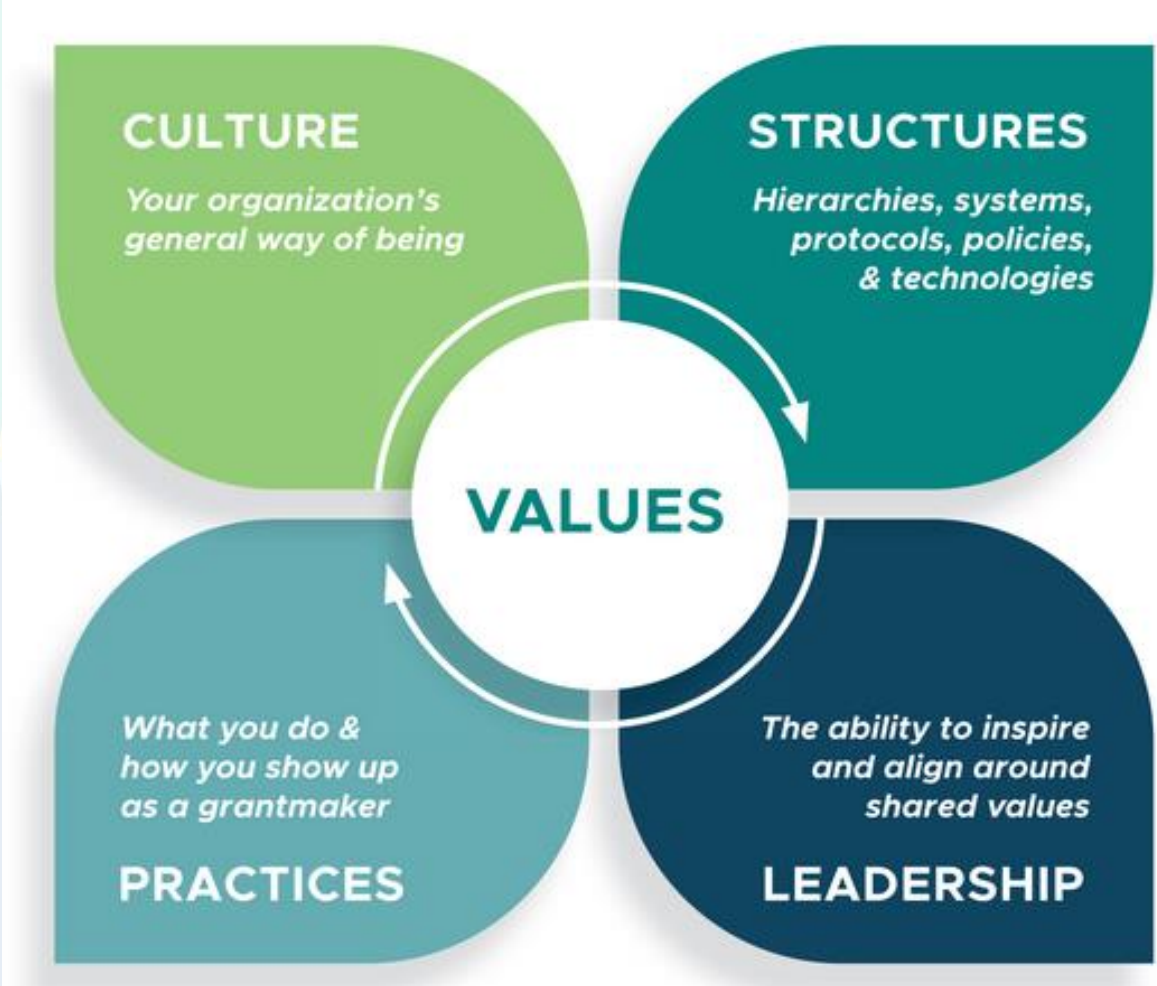 CULTURE
Your organization's
general way of being
STRUCTURES
Hierarchies, systems,
protocols, policies,
& technologies
VALUES
What you do &
how you show up
as a grantmaker
PRACTICES
The ability to inspire
and align around
shared values
LEADERSHIP